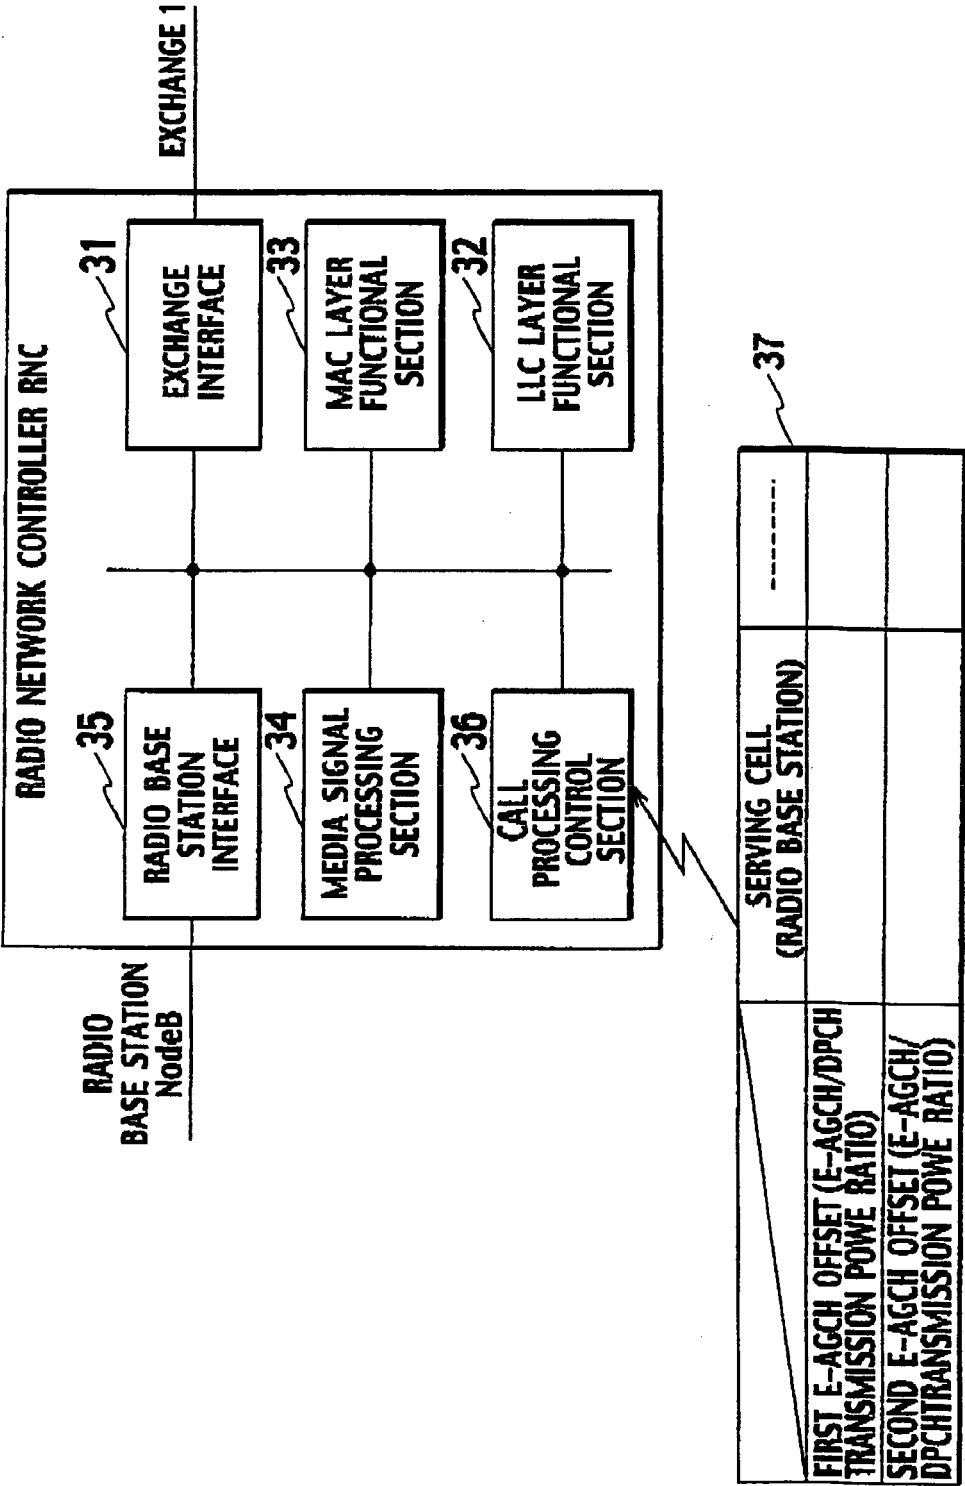 RADIO NETWORK CONTROLLER RNC
RADIO
BASE STATION
NodeB
35
RADIO BASE
STATION
INTERFACE
31
EXCHANGE
INTERFACE
EXCHANGE 1
34
MEDIA SIGNAL
PROCESSING
SECTION
33
MAC LAYER
FUNCTIONAL
SECTION
36
CALL
PROCESSING
CONTROL
SECTION
32
LLC LAYER
FUNCTIONAL
SECTION
37
SERVING CELL
(RADIO BASE STATION)
-------
FIRST E-AGCH OFFSET (E-AGCH/DPCH
TRANSMISSION POWE RATIO)
SECOND E-AGCH OFFSET (E-AGCH/
DPCHTRANSMISSION POWE RATIO)